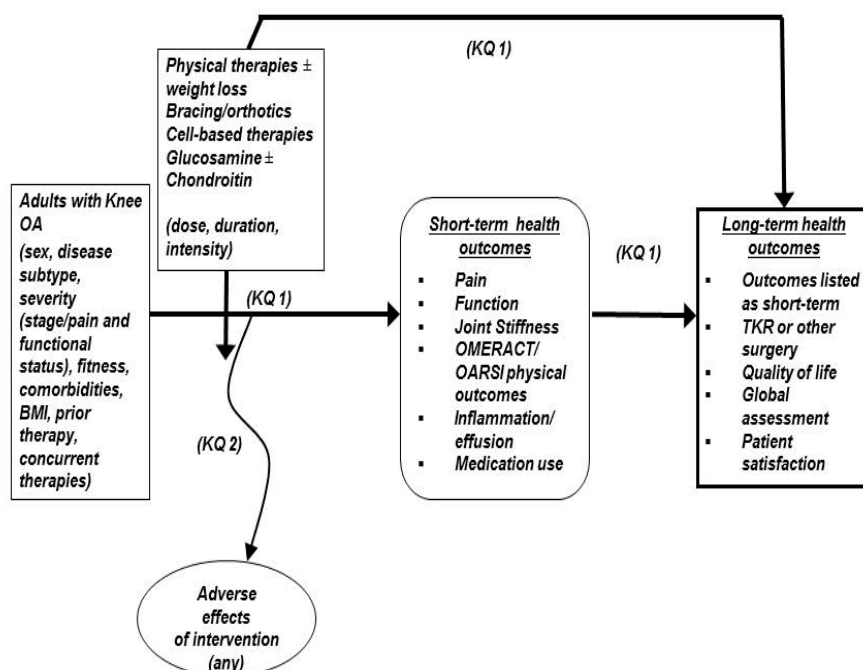 (KQ 1)
Physical therapies ±
weight loss
Bracing/orthotics
Cell-based therapies
Glucosamine ±
Chondroitin
(dose, duration,
intensity)
Adults with Knee
OA
(sex, disease
subtype,
severity
(stage/pain and
functional
status), fitness,
comorbidities,
BMI, prior
therapy,
concurrent
therapies)
(KQ 1)
(KQ 2)
Adverse
effects
of intervention
(any)
Short-term health
outcomes
▪ Pain
▪ Function
▪ Joint Stiffness
▪ OMERACT/
OARSI physical
outcomes
▪ Inflammation/
effusion
▪ Medication use
(KQ 1)
Long-term health
outcomes
▪ Outcomes listed
as short-term
▪ TKR or other
surgery
▪ Quality of life
▪ Global
assessment
▪ Patient
satisfaction